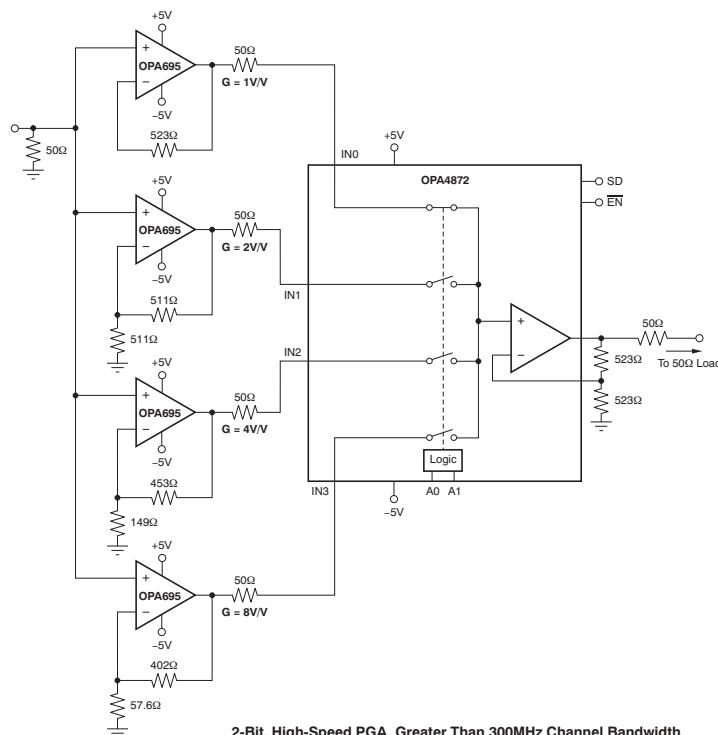 +5V
50Ω
OPA695
G = 1V/V
−5V
523Ω
50Ω
IN0
+5V
OPA4872
SD
EN
+5V
50Ω
OPA695
G = 2V/V
−5V
IN1
511Ω
511Ω
IN2
50Ω
To 50Ω Load
523Ω
523Ω
+5V
50Ω
OPA695
G = 4V/V
−5V
453Ω
149Ω
Logic
IN3
A0 A1
−5V
+5V
50Ω
OPA695
G = 8V/V
−5V
402Ω
57.6Ω
2-Bit, High-Speed PGA, Greater Than 300MHz Channel Bandwidth
+
−
+
−
+
−
+
−
+
−